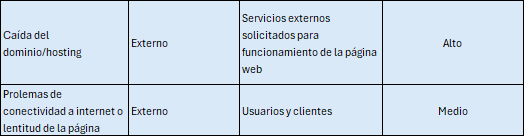 Caída del
dominio/hosting
Externo
Servicios externos
solicitados para
funcionamiento de la página
web
Alto
Prolemas de
conectividad a internet o
lentitud de la página
Externo
Usuarios y clientes
Medio